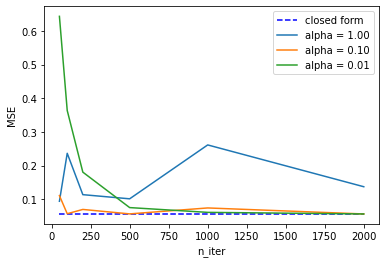 closed form
alpha = 1.00
alpha = 0.10
alpha = 0.01
MSE
0.6
0.5
0.4
0.3
0.2
0.1
0 250 500 750 1000 1250 1500 1750 2000
n_iter